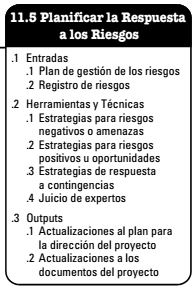 11.5 Planificar la Respuesta
a los Riesgos
.1 Entradas
.1 Plan de gestión de los riesgos
.2 Registro de riesgos
.2 Herramientas y Técnicas
.1 Estrategias para riesgos
negativos o amenazas
.2 Estrategias para riesgos
positivos u oportunidades
.3 Estrategias de respuesta
a contingencias
.4 Juicio de expertos
.3 Outputs
.1 Actualizaciones al plan para
la dirección del proyecto
.2 Actualizaciones a los
documentos del proyecto